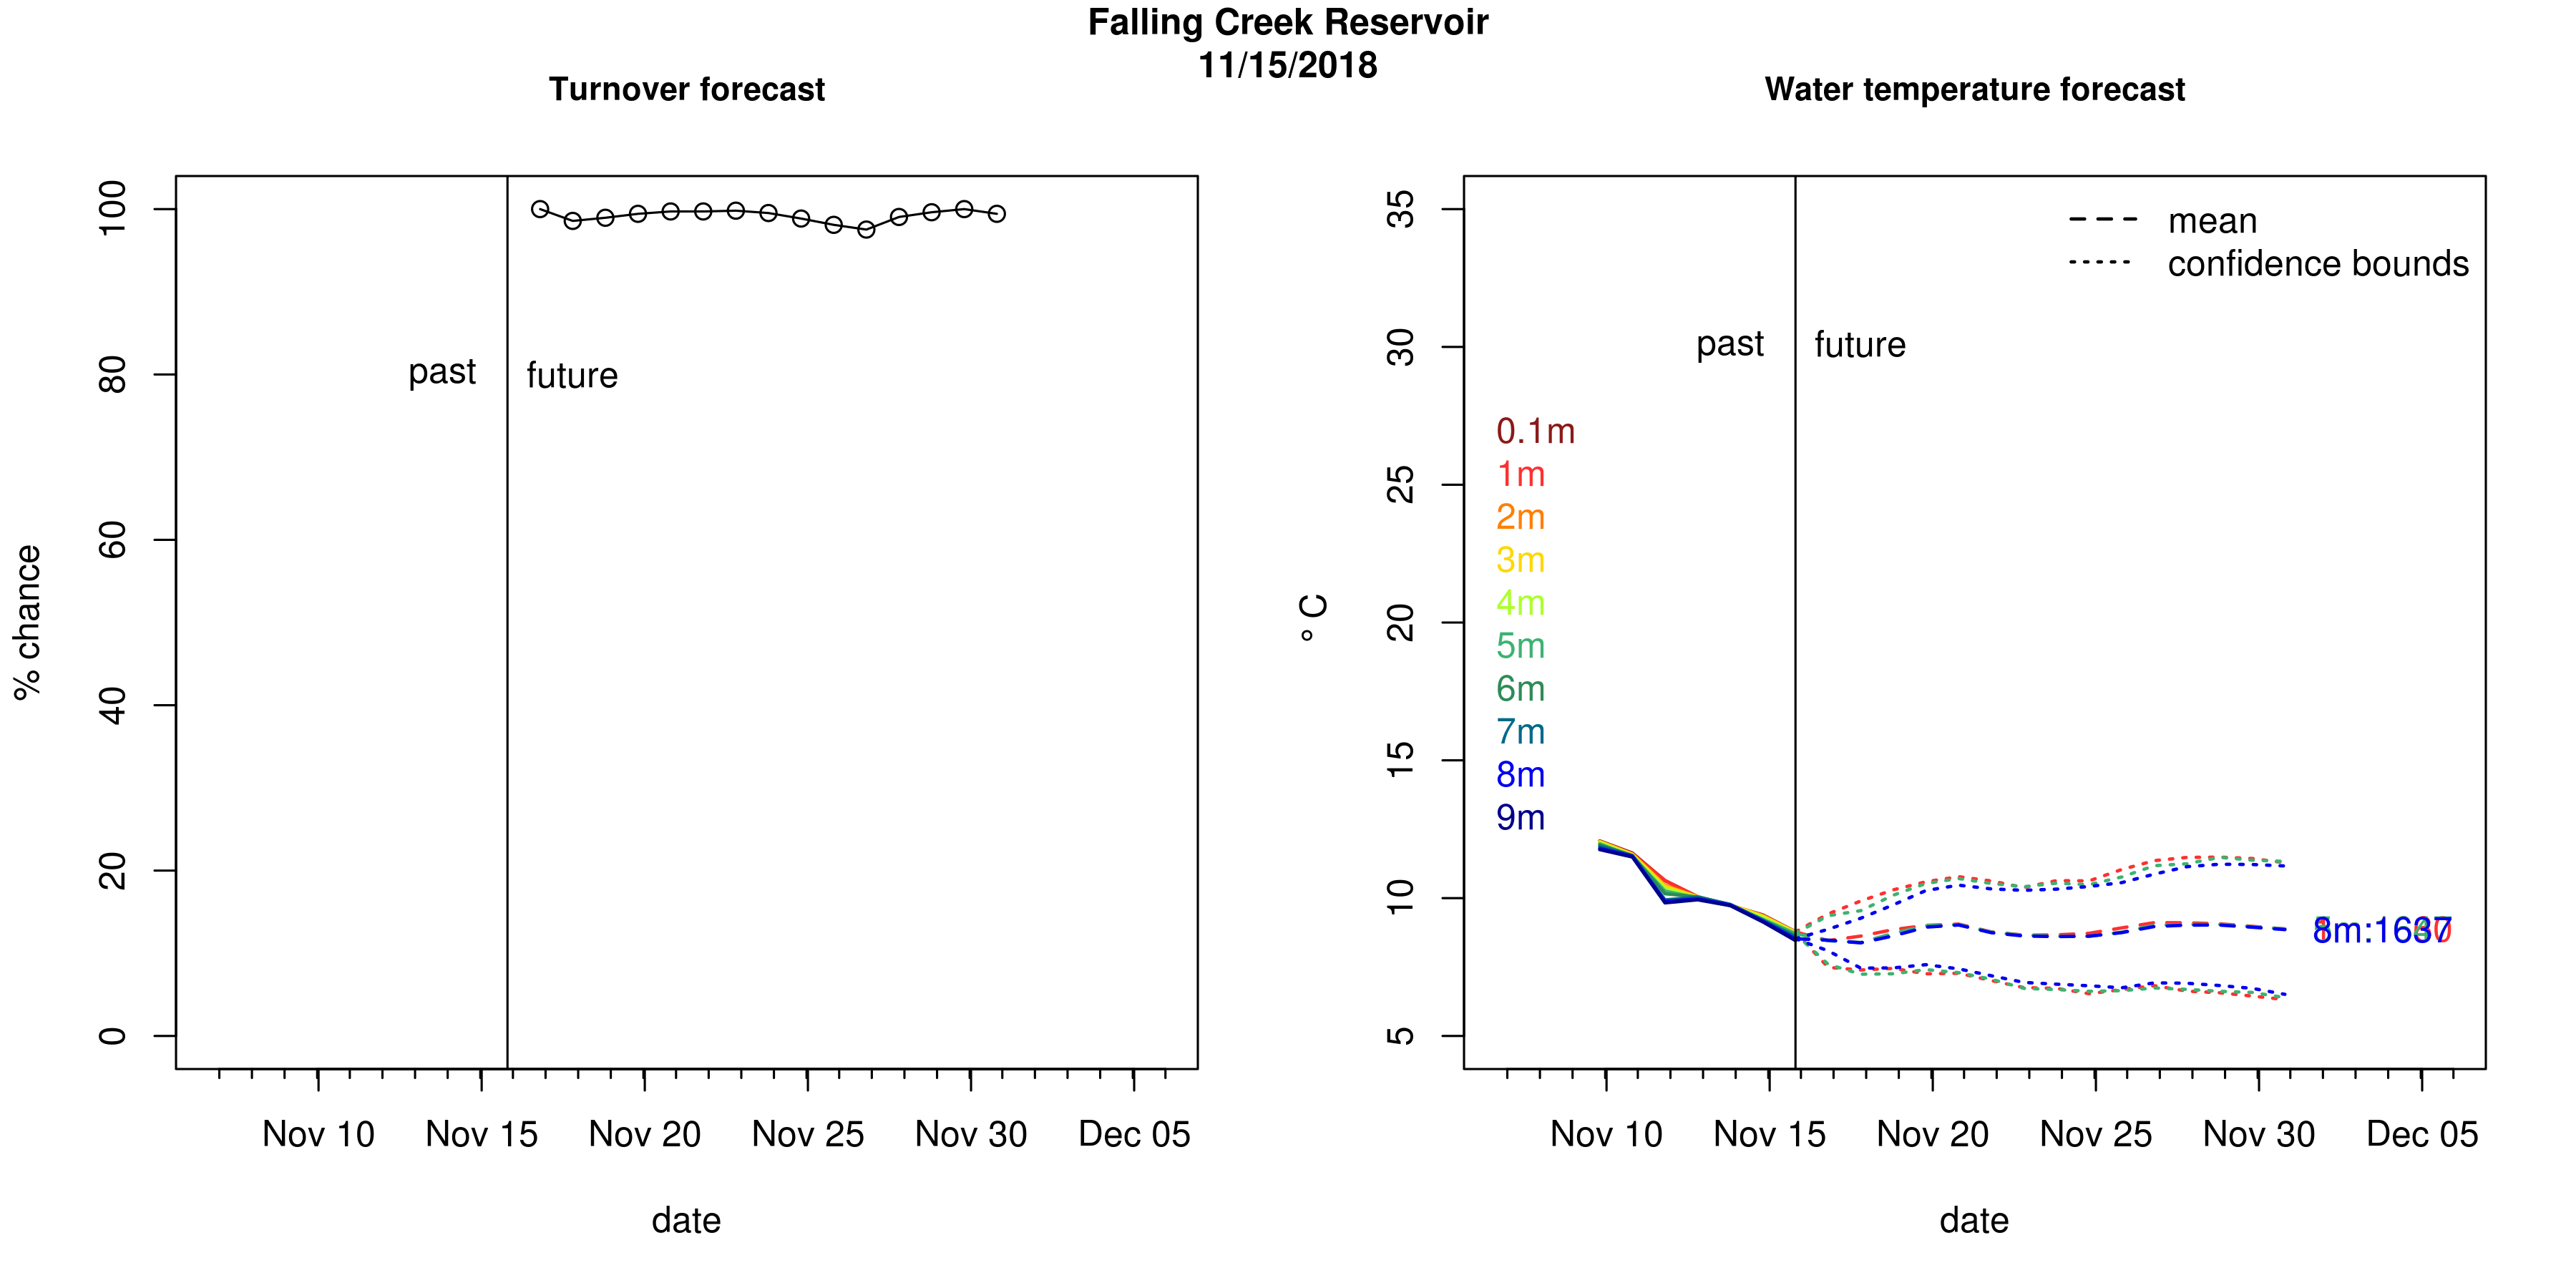 Falling Creek Reservoir
11/15/2018
Turnover forecast
% chance
100
80
60
40
20
0
past
future
Nov 10
Nov 15
Nov 20
Nov 25
Nov 30
Dec 05
date
Water temperature forecast
° C
35
30
25
20
15
10
5
mean
confidence bounds
past
future
0.1m
1m
2m
3m
4m
5m
6m
7m
8m
9m
8m:1637
Nov 10
Nov 15
Nov 20
Nov 25
Nov 30
Dec 05
date